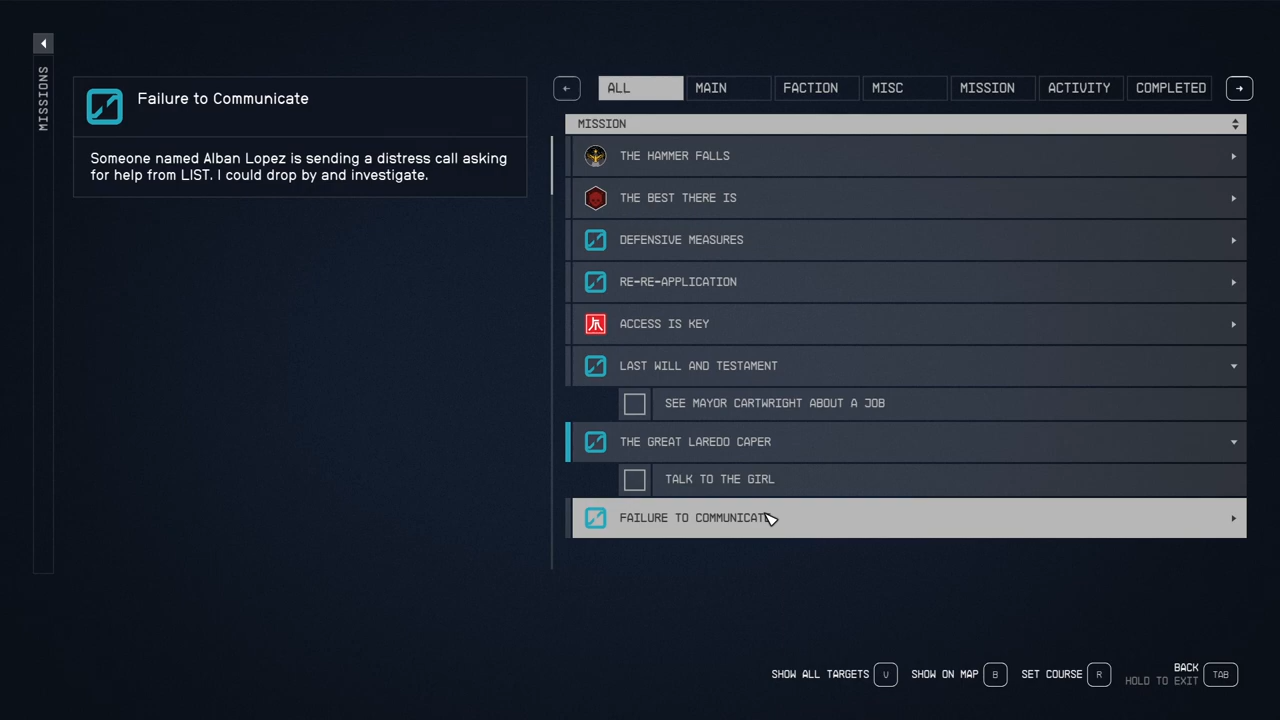 MISSIONS
Failure to Communicate
Someone named Alban Lopez is sending a distress call asking
for help from LIST. I could drop by and investigate.
ALL MAIN FACTION MISC MISSION ACTIVITY COMPLETED
MISSION
THE HAMMER FALLS
THE BEST THERE IS
DEFENSIVE MEASURES
RE-RE-APPLICATION
ACCESS IS KEY
LAST WILL AND TESTAMENT
SEE MAYOR CARTWRIGHT ABOUT A JOB
THE GREAT LAREDO CAPER
TALK TO THE GIRL
FAILURE TO COMMUNICATE
SHOW ALL TARGETS V SHOW ON MAP B SET COURSE R BACK TAB
HOLD TO EXIT